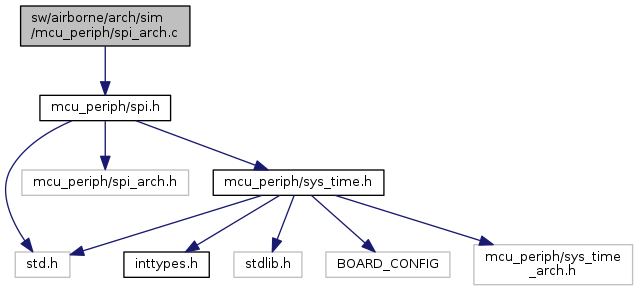 sw/airborne/arch/sim
/mcu_periph/spi_arch.c
mcu_periph/spi.h
mcu_periph/spi_arch.h
mcu_periph/sys_time.h
std.h
inttypes.h
stdlib.h
BOARD_CONFIG
mcu_periph/sys_time
_arch.h